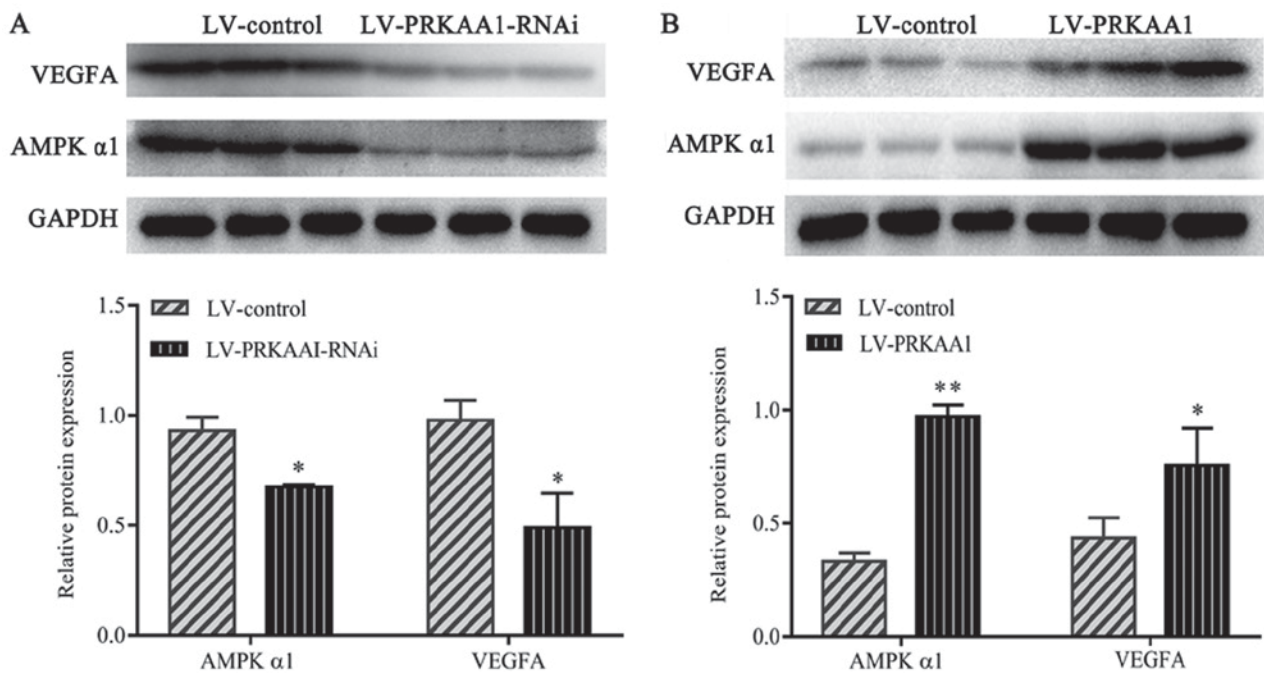 A
LV-control LV-PRKAA1-RNAi
VEGFA
AMPK α1
GAPDH
1.5
1.0
0.5
0.0
Relative protein expression
LV-control
LV-PRKAAI-RNAi
*
*
AMPK α1 VEGFA
B
LV-control LV-PRKAA1
VEGFA
AMPK α1
GAPDH
1.5
1.0
0.5
0.0
Relative protein expression
LV-control
LV-PRKAA1
**
*
AMPK α1 VEGFA